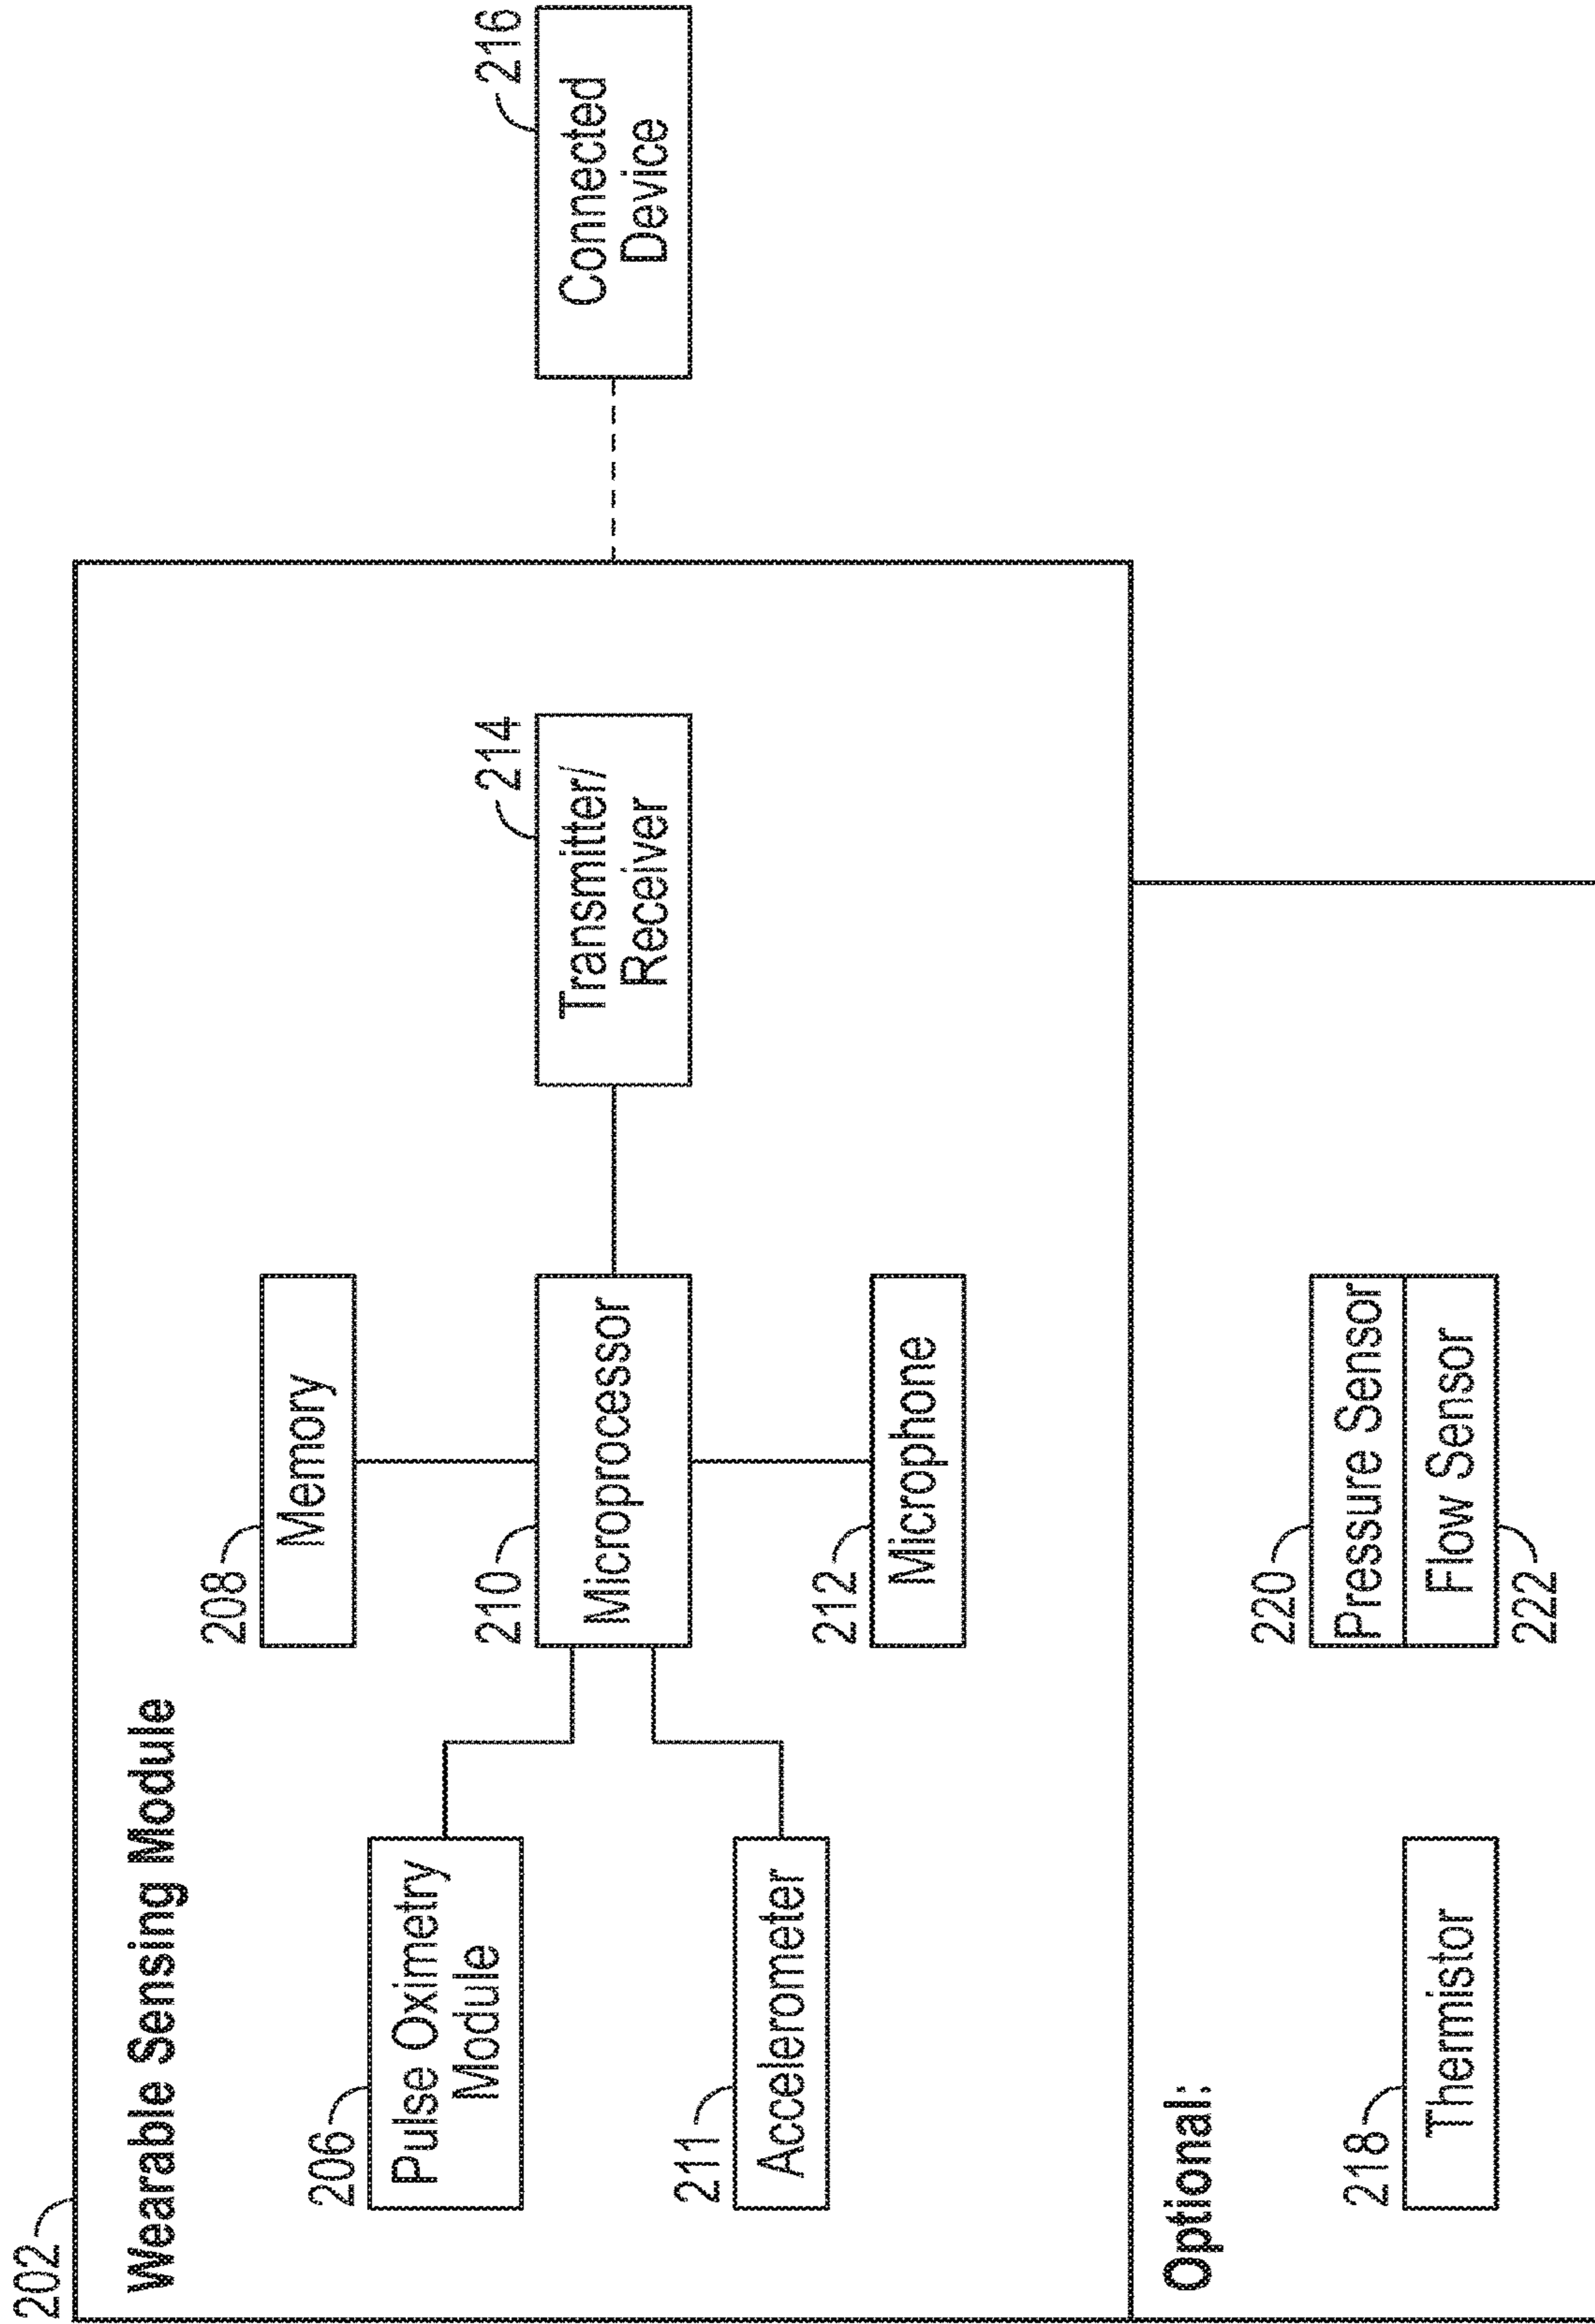 202
Wearable Sensing Module
208
Memory
206
Pulse Oximetry
Module
210
Microprocessor
214
Transmitter/
Receiver
216
Connected
Device
211
Accelerometer
212
Microphone
Optional:
218
Thermistor
220
Pressure Sensor
Flow Sensor
222